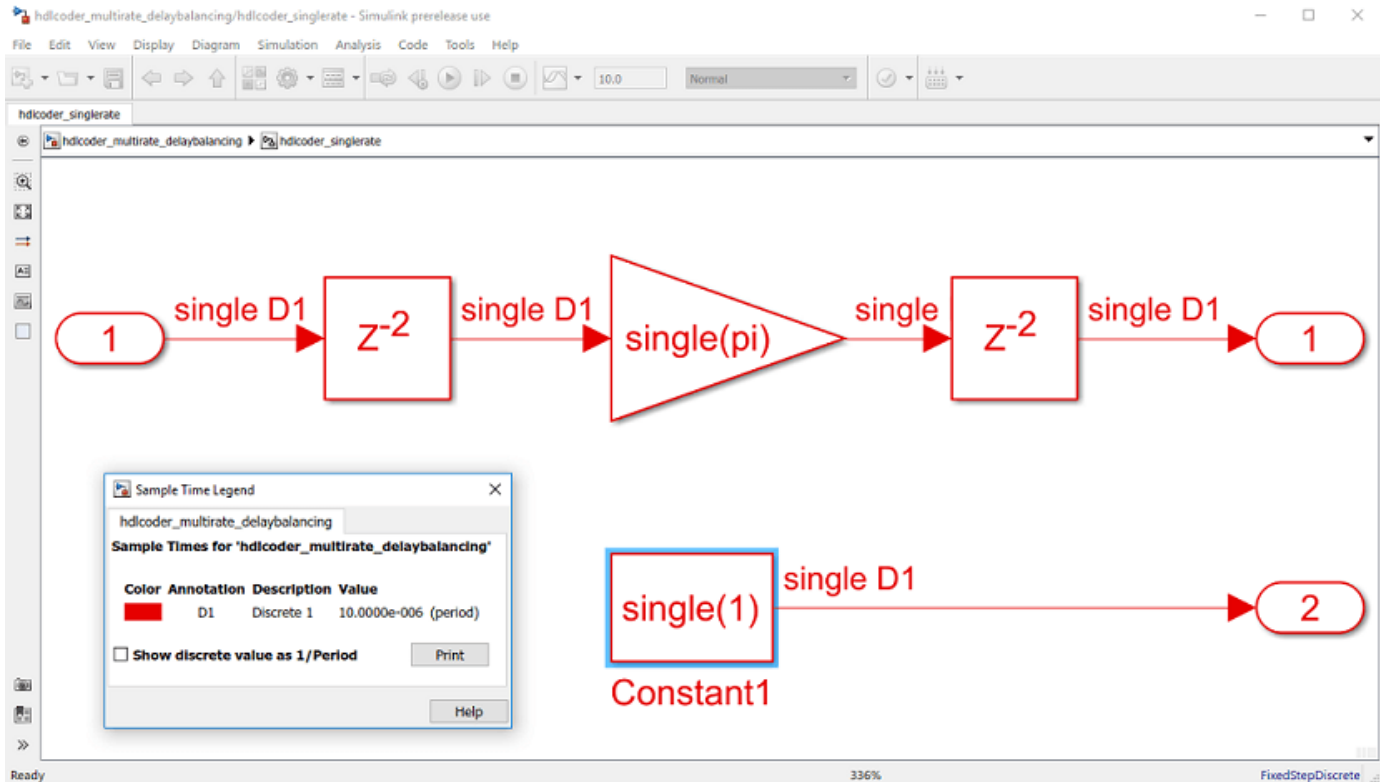 hdlcoder_multirate_delaybalancing/hdlcoder_singlerate - Simulink prerelease use
File Edit View Display Diagram Simulation Analysis Code Tools Help
10.0 Normal
hdlcoder_singlerate
hdlcoder_multirate_delaybalancing hdlcoder_singlerate
single D1 single D1 single single D1
1 Z-2 single(pi) Z-2 1
Sample Time Legend
hdlcoder_multirate_delaybalancing
Sample Times for 'hdlcoder_multirate_delaybalancing'
Color Annotation Description Value
D1 Discrete 1 10.0000e-006 (period)
Show discrete value as 1/Period Print
Help
single D1
single(1) 2
Constant1
Ready 336% FixedStepDiscrete